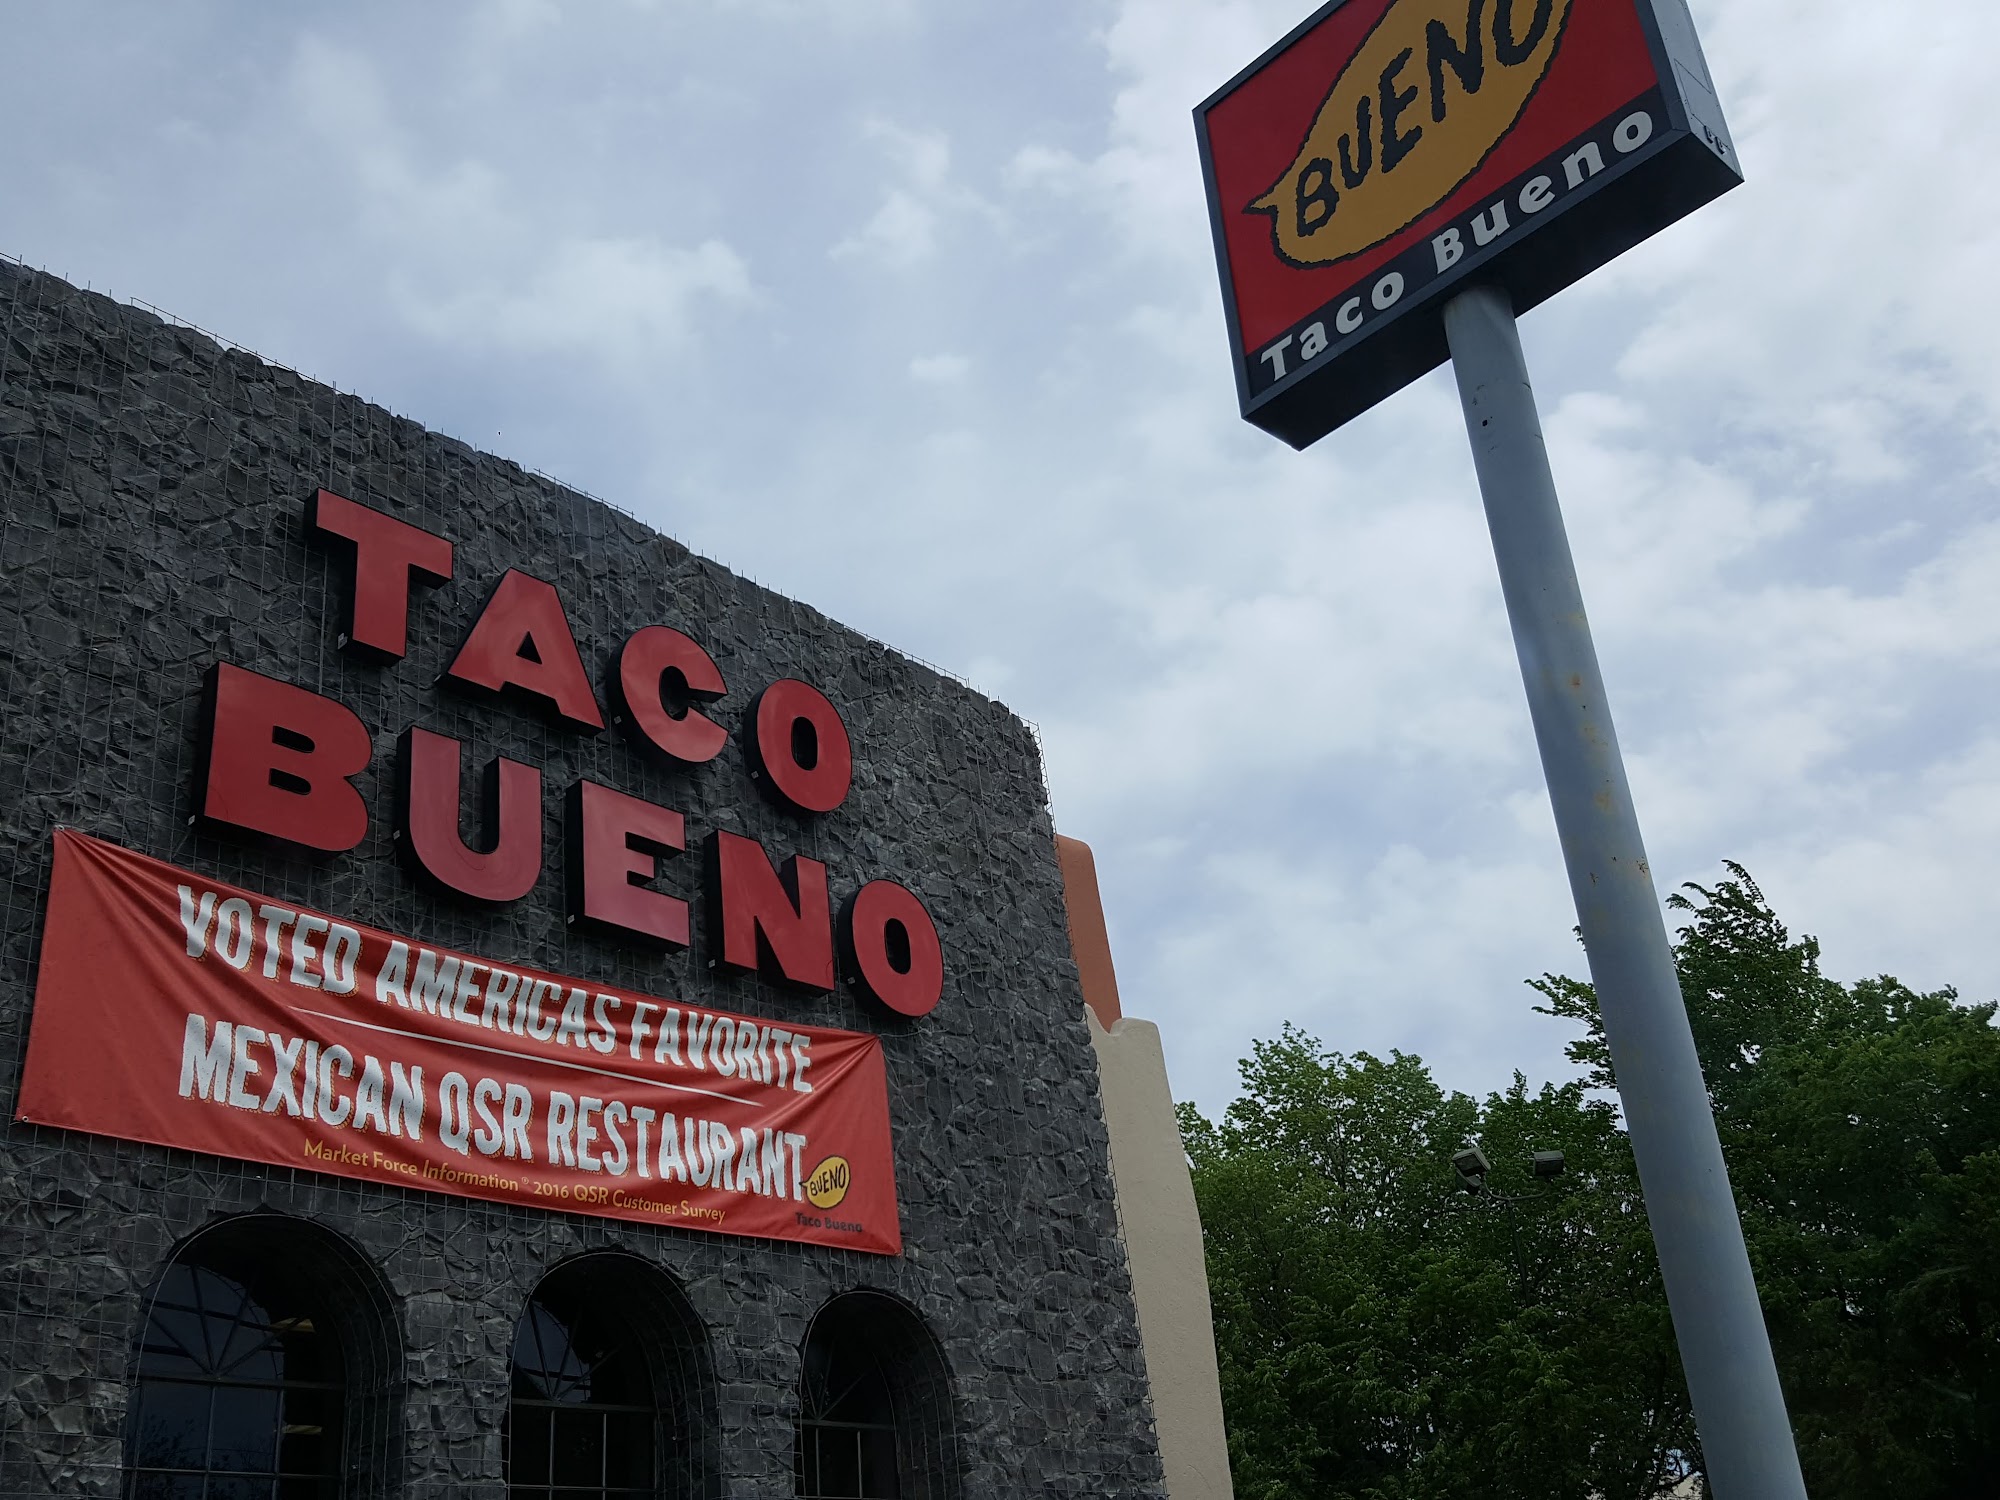 BUENO
Taco Bueno
TACO
BUENO
VOTED AMERICAS FAVORITE
MEXICAN QSR RESTAURANT
Market Force Information® 2016 QSR Customer Survey
BUENO
Taco Bueno